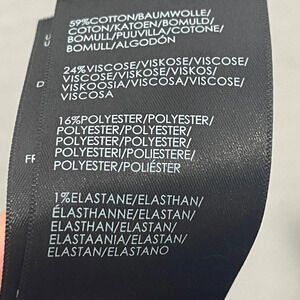 59%COTTON/BAUMWOLLE/
COTON/KATOEN/BOMULD/
BOMULL/PUUVILLA/COTONE/
BOMULL/ALGODÓN
24%VISCOSE/VISKOSE/VISCOSE/
VISCOSE/VISKOSE/VISKOS/
VISKOOSIA/VISCOSA/VISCOSE/
VISCOSA
16%POLYESTER/POLYESTER/
POLYESTER/POLYESTER/
POLYESTER/POLYESTER/
POLYESTERI/POLIESTERE/
POLYESTER/POLIÉSTER
1%ELASTANE/ELASTHAN/
ÉLASTHANNE/ELASTAN/
ELASTHAN/ELASTAN/
ELASTAANIA/ELASTAN/
ELASTAN/ELASTANO
D
FR